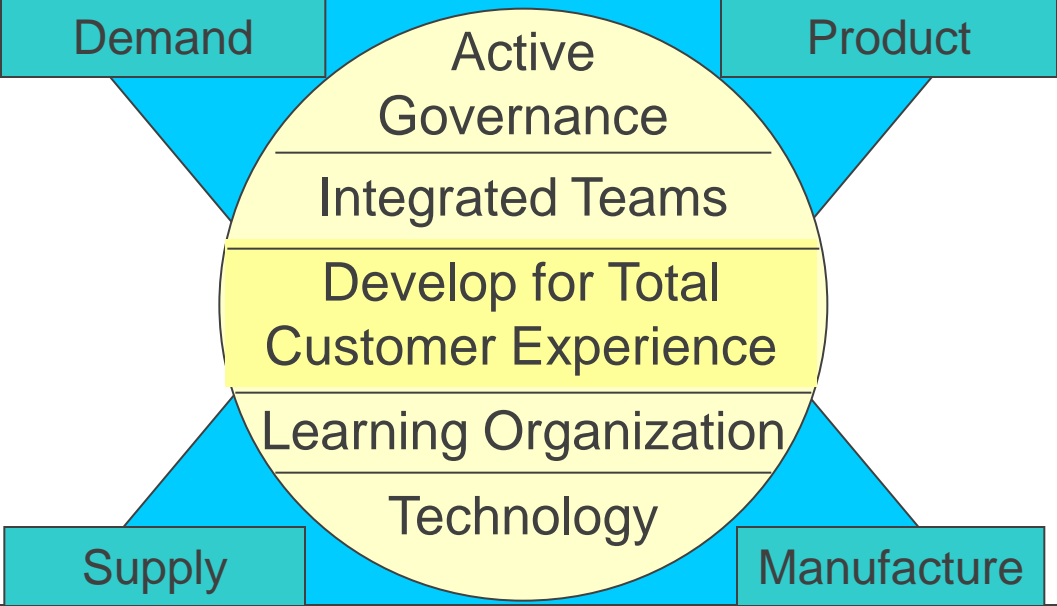 Demand
Product
Active
Governance
Integrated Teams
Develop for Total
Customer Experience
Learning Organization
Technology
Supply
Manufacture